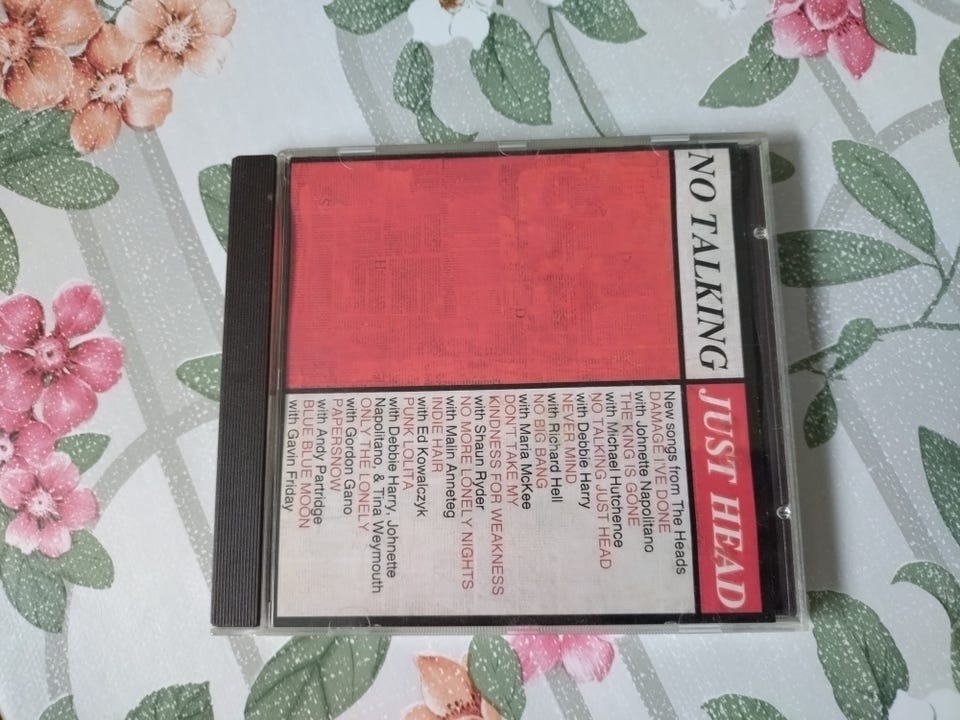 NO TALKING JUST HEAD
New songs from The Heads
DAMAGE I'VE DONE
with Johnette Napolitano
THE KING IS GONE
with Michael Hutchence
NO TALKING JUST HEAD
with Debbie Harry
NEVER MIND
with Richard Hell
NO BIG BANG
with Maria McKee
DON'T TAKE MY
KINDNESS FOR WEAKNESS
with Shaun Ryder
NO MORE LONELY NIGHTS
with Malin Anneteg
INDIE HAIR
with Ed Kowalczyk
PUNK LOLITA
with Debbie Harry, Johnette
Napolitano, & Tina Weymouth
ONLY THE LONELY
with Gordon Gano
PAPERSNOW
with Andy Partridge
BLUE BLUE MOON
with Gavin Friday